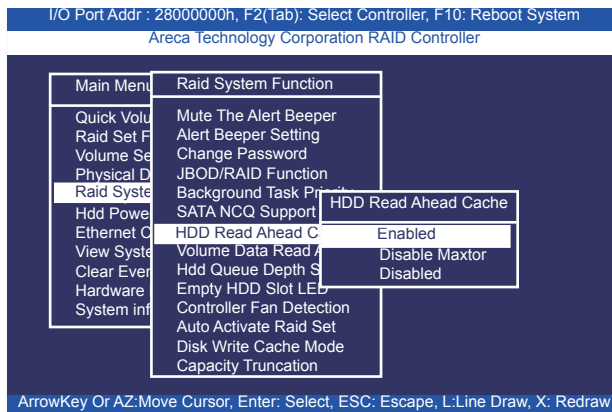 I/O Port Addr : 28000000h, F2(Tab): Select Controller, F10: Reboot System
Areca Technology Corporation RAID Controller
Main Menu
Quick Volu
Raid Set F
Volume Se
Physical D
Raid Syste
Hdd Powe
Ethernet C
View Syste
Clear Ever
Hardware
System inf
Raid System Function
Mute The Alert Beeper
Alert Beeper Setting
Change Password
JBOD/RAID Function
Background Task Priority
SATA NCQ Support
HDD Read Ahead C
Volume Data Read A
Hdd Queue Depth S
Empty HDD Slot LED
Controller Fan Detection
Auto Activate Raid Set
Disk Write Cache Mode
Capacity Truncation
HDD Read Ahead Cache
Enabled
Disable Maxtor
Disabled
ArrowKey Or AZ:Move Cursor, Enter: Select, ESC: Escape, L:Line Draw, X: Redraw